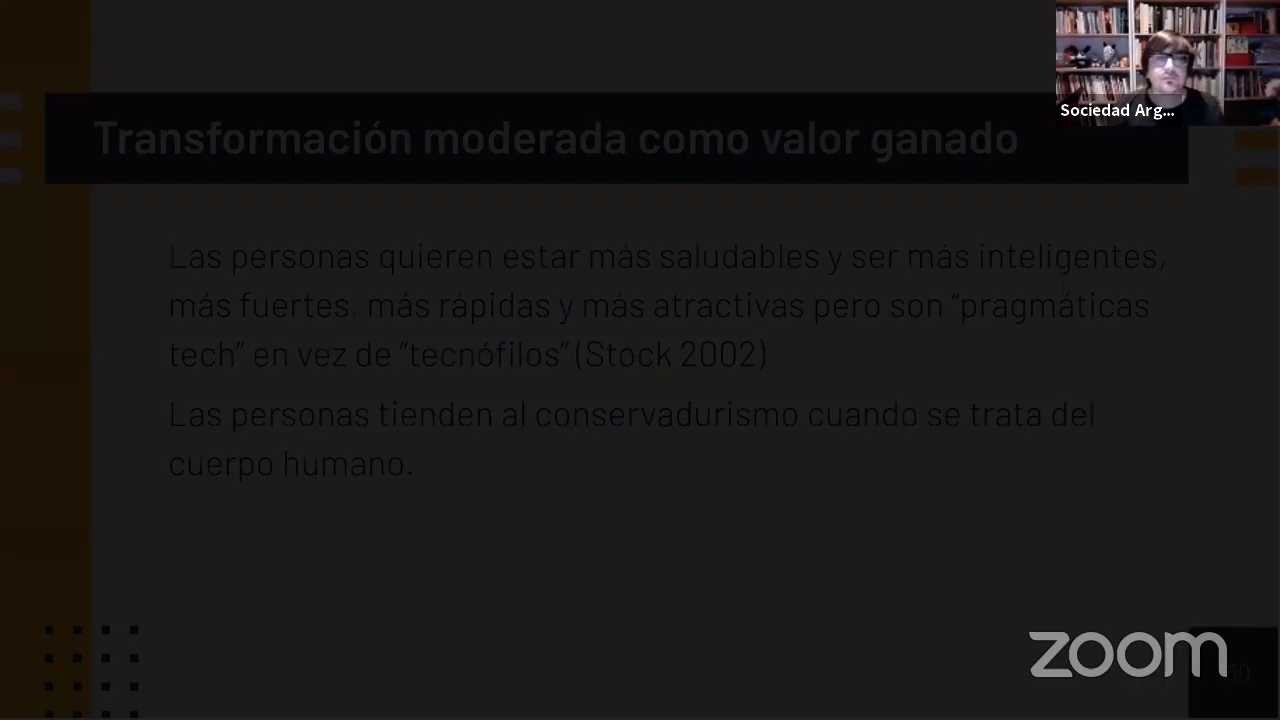 Sociedad Arg...
Transformación moderada como valor ganado
Las personas quieren estar más saludables y ser más inteligentes,
más fuertes, más rápidas y más atractivas pero son “pragmáticas
tech” en vez de “tecnófilos” (Stock 2002)
Las personas tienden al conservadurismo cuando se trata del
cuerpo humano.
zoom